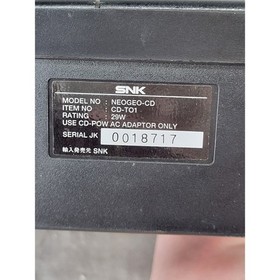 SNK
MODEL NO : NEOGEO-CD
ITEM NO : CD-TO1
RATING : 29W
USE CD-POW AC ADAPTOR ONLY
SERIAL JK 0018717
輸入発売元 SNK